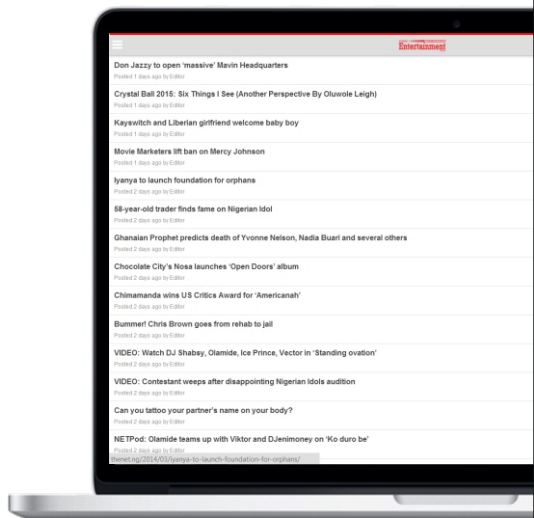 Entertainment
Don Jazzy to open ‘massive’ Mavin Headquarters
Posted 1 days ago by Editor
Crystal Ball 2015: Six Things I See (Another Perspective By Oluwole Leigh)
Posted 1 days ago by Editor
Kayswitch and Liberian girlfriend welcome baby boy
Posted 1 days ago by Editor
Movie Marketers lift ban on Mercy Johnson
Posted 1 days ago by Editor
Iyanya to launch foundation for orphans
Posted 2 days ago by Editor
58-year-old trader finds fame on Nigerian Idol
Posted 2 days ago by Editor
Ghanaian Prophet predicts death of Yvonne Nelson, Nadia Buari and several others
Posted 2 days ago by Editor
Chocolate City’s Nosa launches ‘Open Doors’ album
Posted 2 days ago by Editor
Chimamanda wins US Critics Award for ‘Americanah’
Posted 2 days ago by Editor
Bummer! Chris Brown goes from rehab to jail
Posted 2 days ago by Editor
VIDEO: Watch DJ Shabsy, Olamide, Ice Prince, Vector in ‘Standing ovation’
Posted 2 days ago by Editor
VIDEO: Contestant weeps after disappointing Nigerian Idols audition
Posted 2 days ago by Editor
Can you tattoo your partner’s name on your body?
Posted 2 days ago by Editor
NETPod: Olamide teams up with Viktor and DJenimoney on ‘Ko duro be’
Posted 2 days ago by Editor
thenet.ng/2014/03/iyanya-to-launch-foundation-for-orphans/